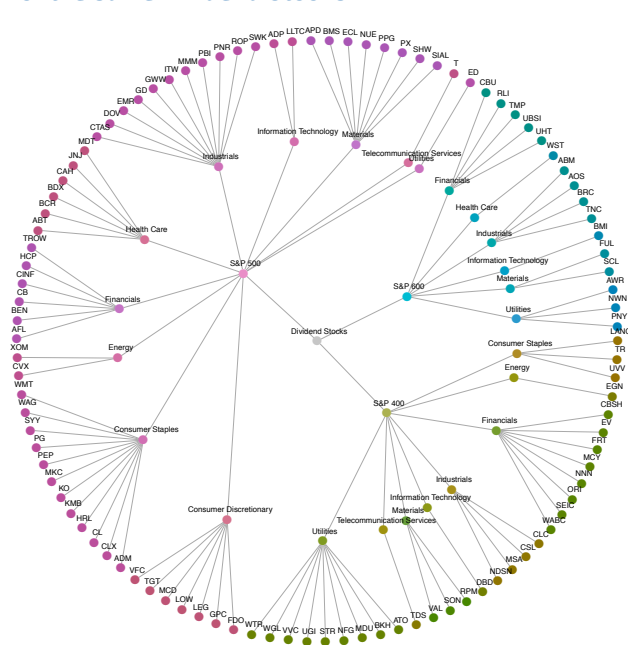 SWK
ADP
LLTC
APD
BMS
ECL
NUE
PPG
PX
SHW
SIAL
T
ED
CBU
RLI
TMP
UBSI
UHT
WST
ABM
AOS
BRC
TNC
BMI
FUL
SCL
AWR
NWN
PNY
LANC
TR
UVV
EGN
CBSH
EV
FRT
MCY
NNN
ORI
SEIC
WABC
CLC
CSL
MSA
NDSN
DBD
RPM
SON
VAL
TDS
ATO
BKH
MDU
NFG
STR
UGI
VVC
WGL
WTR
FDO
GPC
LEG
LOW
MCD
TGT
VFC
ADM
CLX
CL
HRL
KMB
KO
MKC
PEP
PG
SYY
WAG
WMT
CVX
XOM
AFL
BEN
CB
CINF
HCP
TROW
ABT
BCR
BDX
CAH
JNJ
MDT
CTAS
DOV
EMR
GD
GWW
ITW
MMM
PBI
PNR
ROP
Information Technology
Materials
Telecommunication Services
Utilities
Industrials
Health Care
Financials
Energy
Consumer Staples
Consumer Discretionary
S&P 500
Dividend Stocks
S&P 600
Financials
Health Care
Industrials
Information Technology
Materials
Utilities
S&P 400
Consumer Staples
Energy
Financials
Industrials
Information Technology
Materials
Telecommunication Services
Utilities